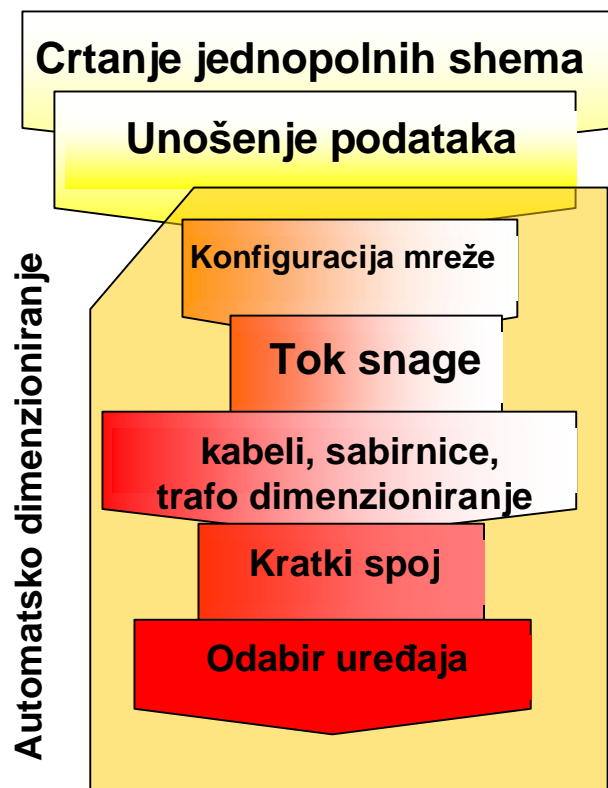 Crtanje jednopolnih shema
Unošenje podataka
Konfiguracija mreže
Tok snage
kabeli, sabirnice,
trafo dimenzioniranje
Kratki spoj
Odabir uređaja
Automatsko dimenzioniranje